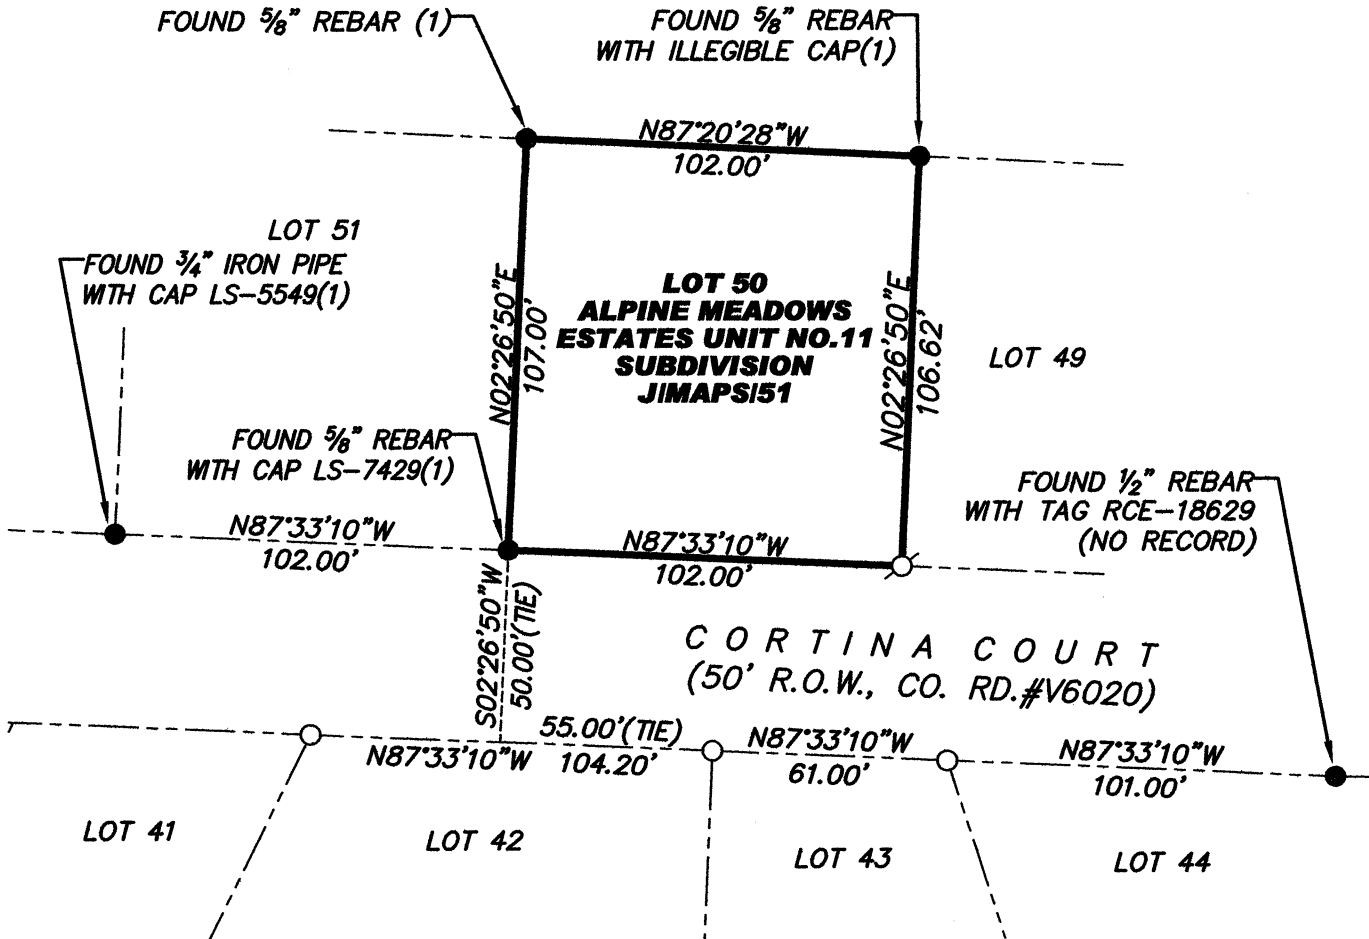 FOUND 5/8" REBAR (1)
FOUND 5/8" REBAR
WITH ILLEGIBLE CAP(1)
N87°20'28"W
102.00'
LOT 51
FOUND 3/4" IRON PIPE
WITH CAP LS-5549(1)
N02°26'50"E
107.00'
LOT 50
ALPINE MEADOWS
ESTATES UNIT NO.11
SUBDIVISION
J|MAPS|51
N02°26'50"E
106.62'
LOT 49
FOUND 5/8" REBAR
WITH CAP LS-7429(1)
FOUND 1/2" REBAR
WITH TAG RCE-18629
(NO RECORD)
N87°33'10"W
102.00'
N87°33'10"W
102.00'
S02°26'50"W
50.00'(TIE)
CORTINA COURT
(50' R.O.W., CO. RD.#V6020)
55.00'(TIE)
N87°33'10"W 104.20'
N87°33'10"W
61.00'
N87°33'10"W
101.00'
LOT 41
LOT 42
LOT 43
LOT 44